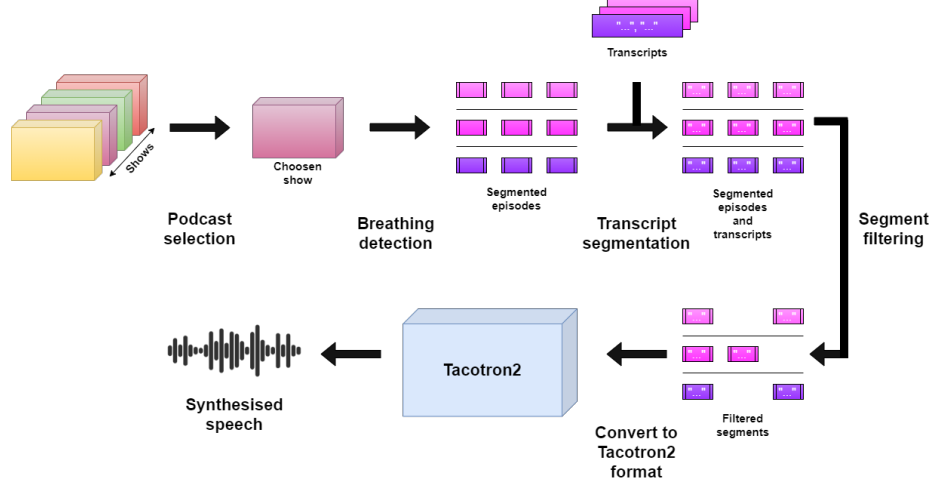 "...", "..."
Transcripts
Shows
Choosen
show
Segmented
episodes
Segmented
episodes
and
transcripts
Podcast
selection
Breathing
detection
Transcript
segmentation
Segment
filtering
Tacotron2
Filtered
segments
Synthesised
speech
Convert to
Tacotron2
format